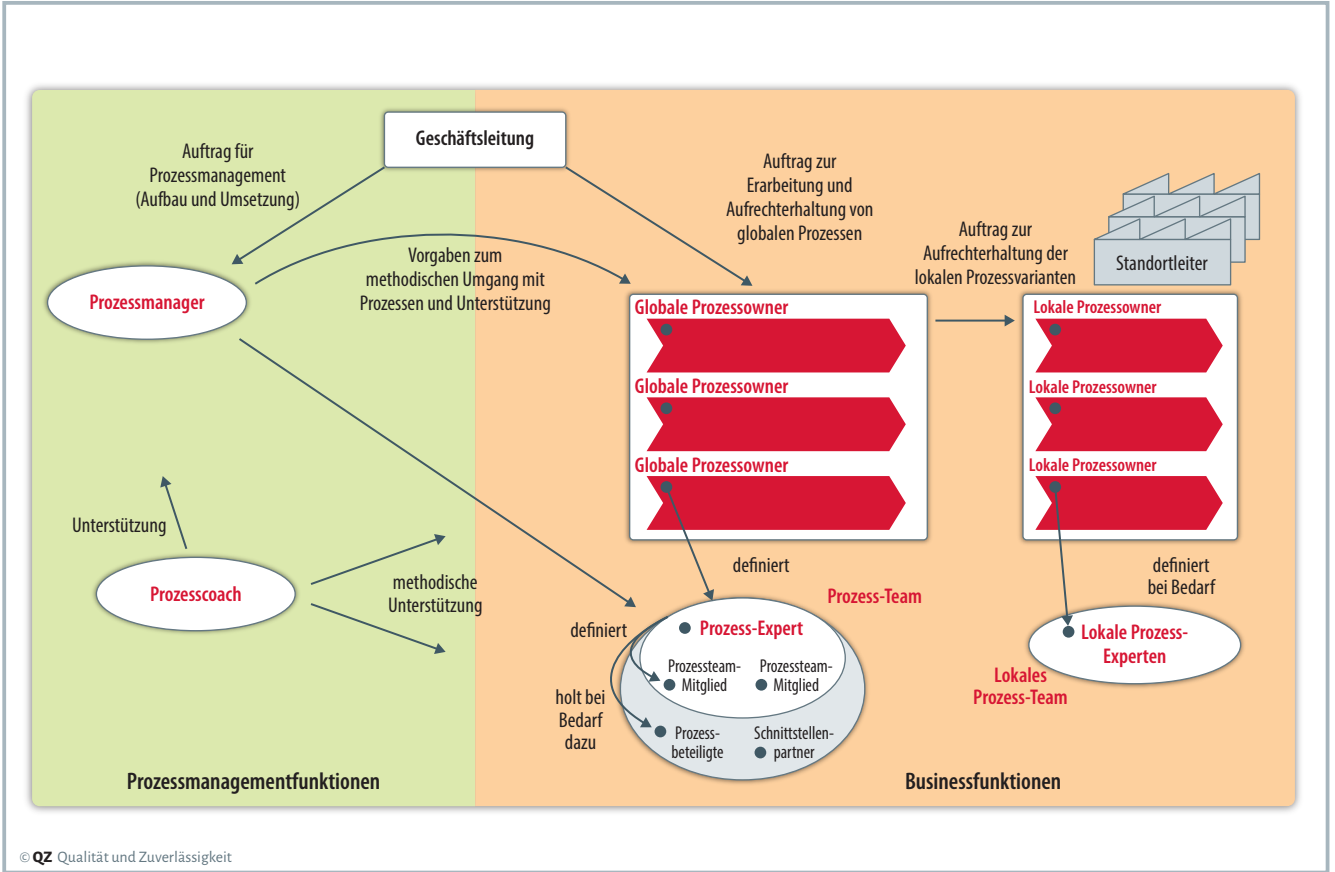 Geschäftsleitung
Auftrag für
Prozessmanagement
(Aufbau und Umsetzung)
Auftrag zur
Erarbeitung und
Aufrechterhaltung von
globalen Prozessen
Auftrag zur
Aufrechterhaltung der
lokalen Prozessvarianten
Standortleiter
Vorgaben zum
methodischen Umgang mit
Prozessen und Unterstützung
Prozessmanager
Globale Prozessowner
Globale Prozessowner
Globale Prozessowner
Lokale Prozessowner
Lokale Prozessowner
Lokale Prozessowner
Unterstützung
Prozesscoach
methodische
Unterstützung
definiert
Prozess-Team
definiert
bei Bedarf
definiert
Prozess-Expert
Prozessteam-
Mitglied
Prozessteam-
Mitglied
holt bei
Bedarf
dazu
Prozess-
beteiligte
Schnittstellen-
partner
Lokale Prozess-
Experten
Lokales
Prozess-Team
Prozessmanagementfunktionen
Businessfunktionen
© QZ Qualität und Zuverlässigkeit